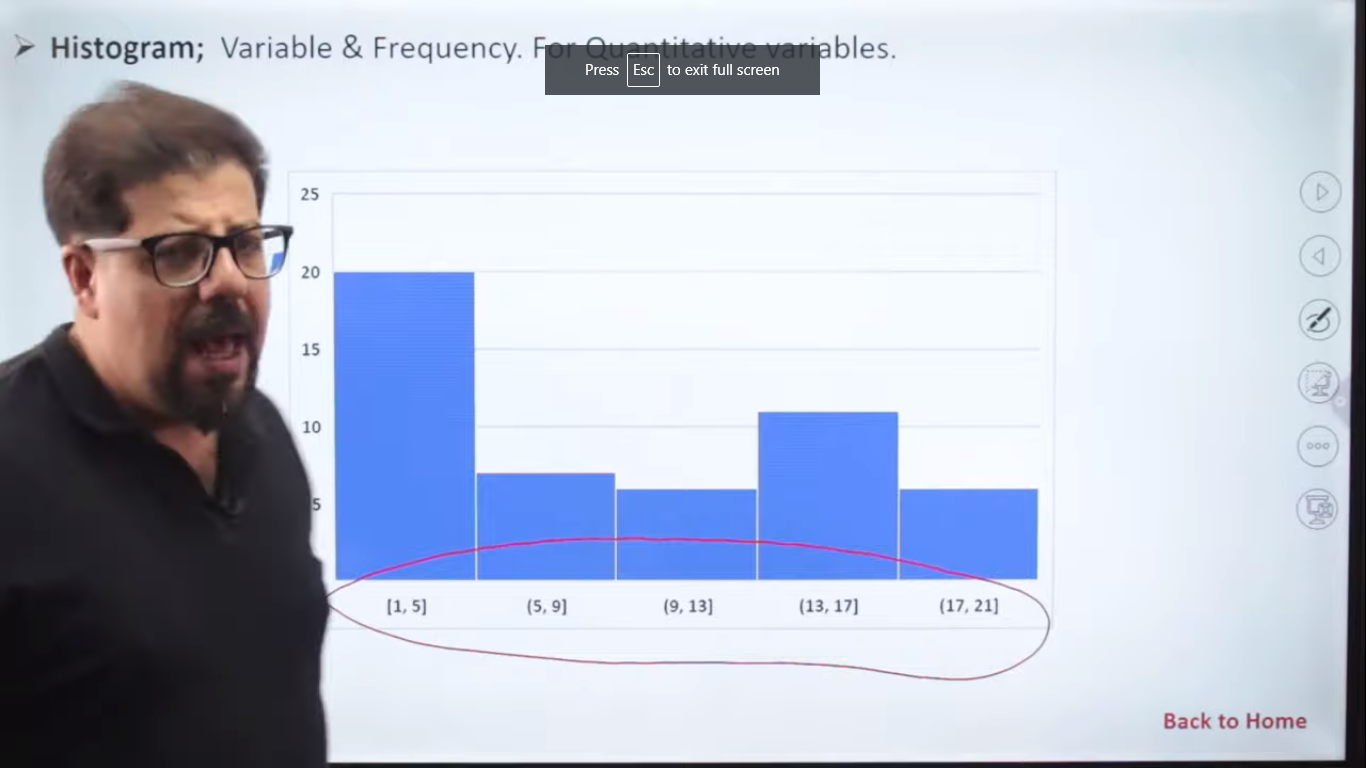 ➤ Histogram; Variable & Frequency. For Quantitative variables.
Press Esc to exit full screen
25
20
15
10
5
[1, 5] (5, 9] (9, 13] (13, 17] (17, 21]
Back to Home